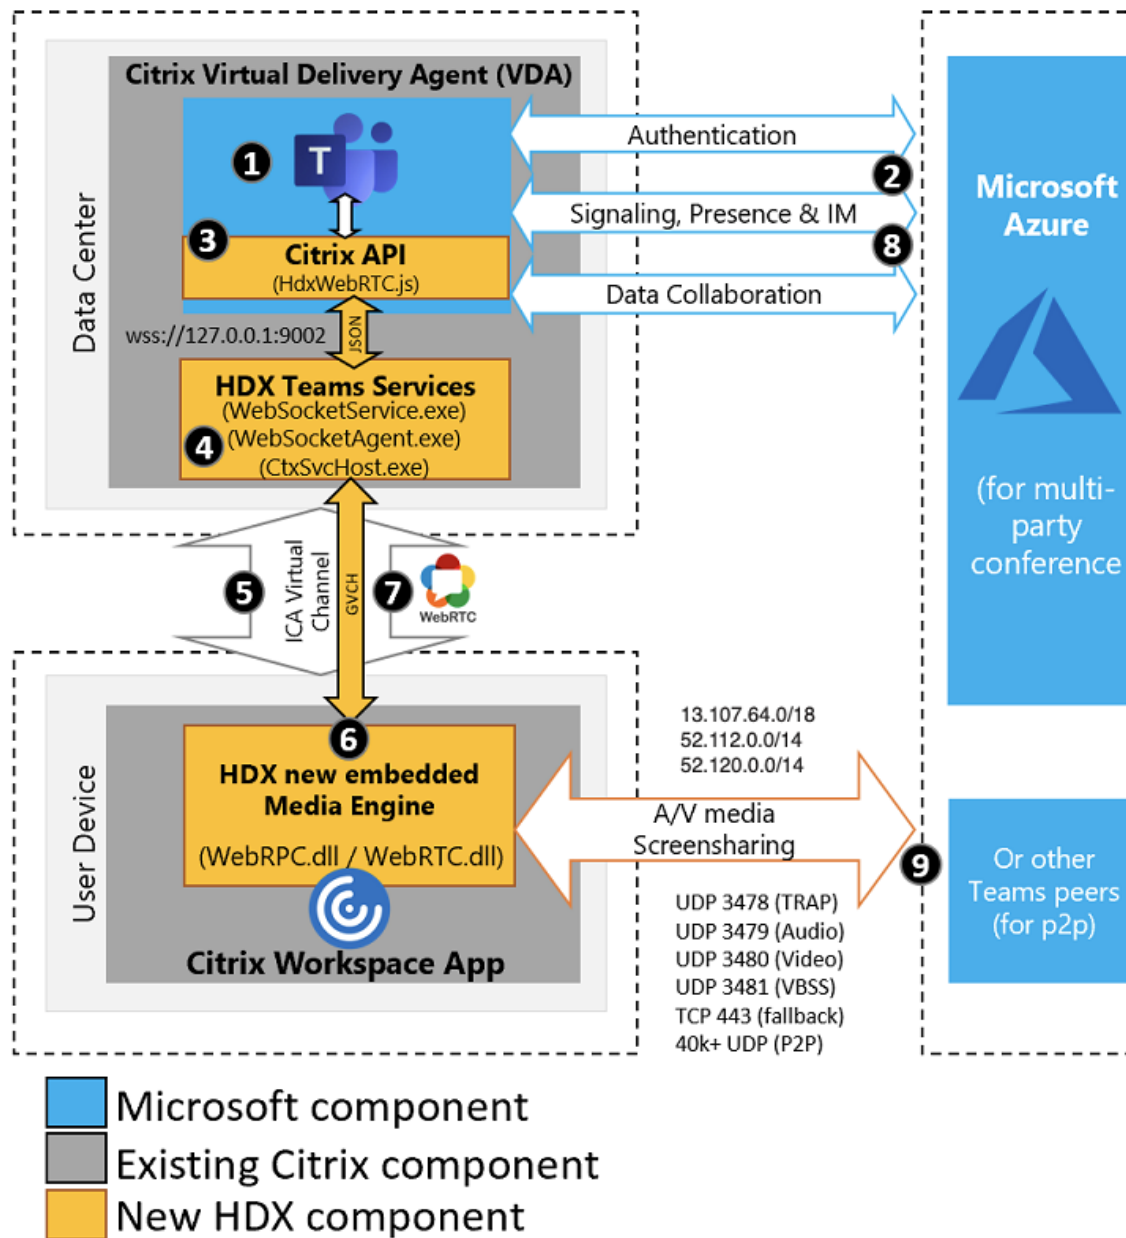 Citrix Virtual Delivery Agent (VDA)
T
1
Authentication
2
Signaling, Presence & IM
8
Data Collaboration
Microsoft
Azure
(for multi-
party
conference
Data Center
3
Citrix API
(HdxWebRTC.js)
wss://127.0.0.1:9002
JSON
HDX Teams Services
(WebSocketService.exe)
4
(WebSocketAgent.exe)
(CtxSvcHost.exe)
5
ICA Virtual
Channel
GVCH
7
WebRTC
User Device
6
HDX new embedded
Media Engine
(WebRPC.dll / WebRTC.dll)
Citrix Workspace App
13.107.64.0/18
52.112.0.0/14
52.120.0.0/14
A/V media
Screensharing
9
UDP 3478 (TRAP)
UDP 3479 (Audio)
UDP 3480 (Video)
UDP 3481 (VBSS)
TCP 443 (fallback)
40k+ UDP (P2P)
Or other
Teams peers
(for p2p)
Microsoft component
Existing Citrix component
New HDX component